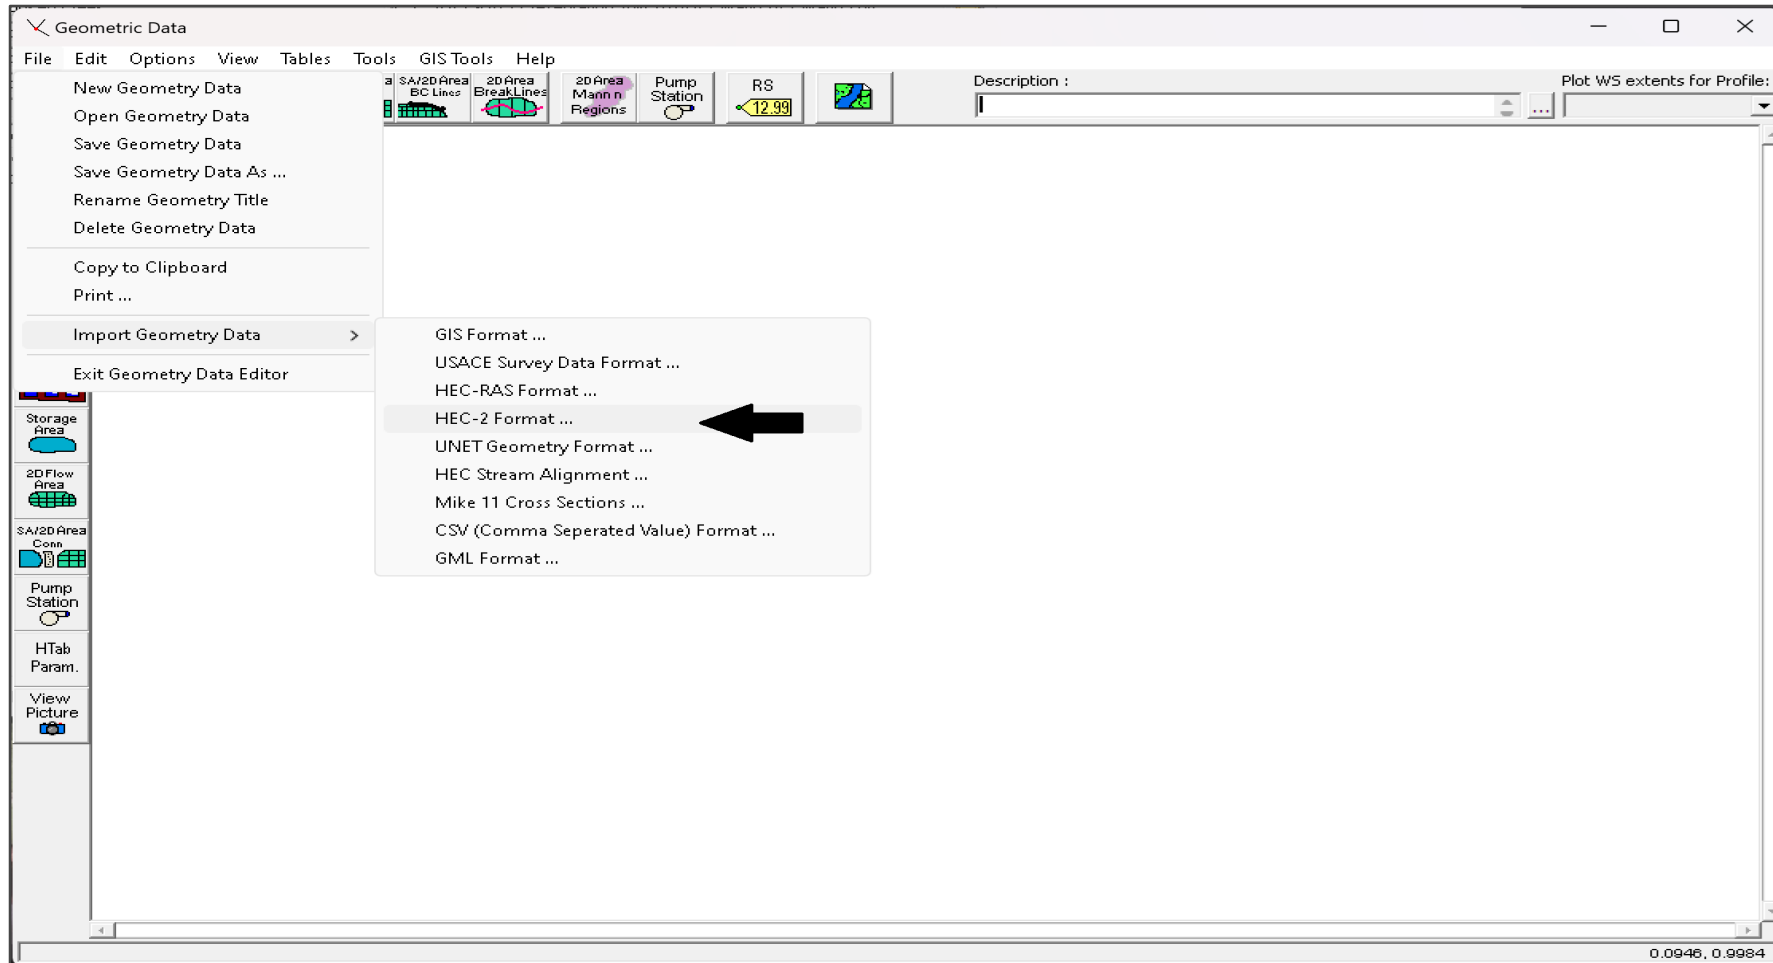 Geometric Data
File Edit Options View Tables Tools GIS Tools Help
New Geometry Data
Open Geometry Data
Save Geometry Data
Save Geometry Data As ...
Rename Geometry Title
Delete Geometry Data
Copy to Clipboard
Print ...
Import Geometry Data >
Exit Geometry Data Editor
GIS Format ...
USACE Survey Data Format ...
HEC-RAS Format ...
HEC-2 Format ...
UNET Geometry Format ...
HEC Stream Alignment ...
Mike 11 Cross Sections ...
CSV (Comma Seperated Value) Format ...
GML Format ...
SA/2D Area
BC Lines
2D Area
BreakLines
2D Area
Mann n
Regions
Pump
Station
RS
12.99
Description :
...
Plot WS extents for Profile:
Storage
Area
2D Flow
Area
SA/2D Area
Conn
Pump
Station
HTab
Param.
View
Picture
0.0946, 0.9984